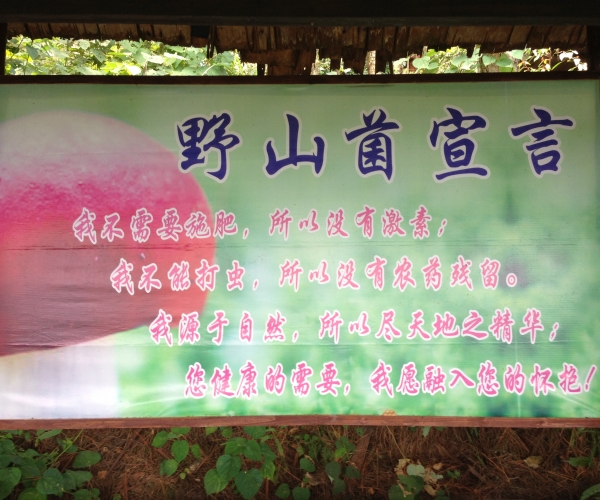 野山菌宣言
我不需要施肥，所以没有激素；
我不能打虫，所以没有农药残留。
我源于自然，所以尽天地之精华；
您健康的需要，我愿融入您的怀抱！